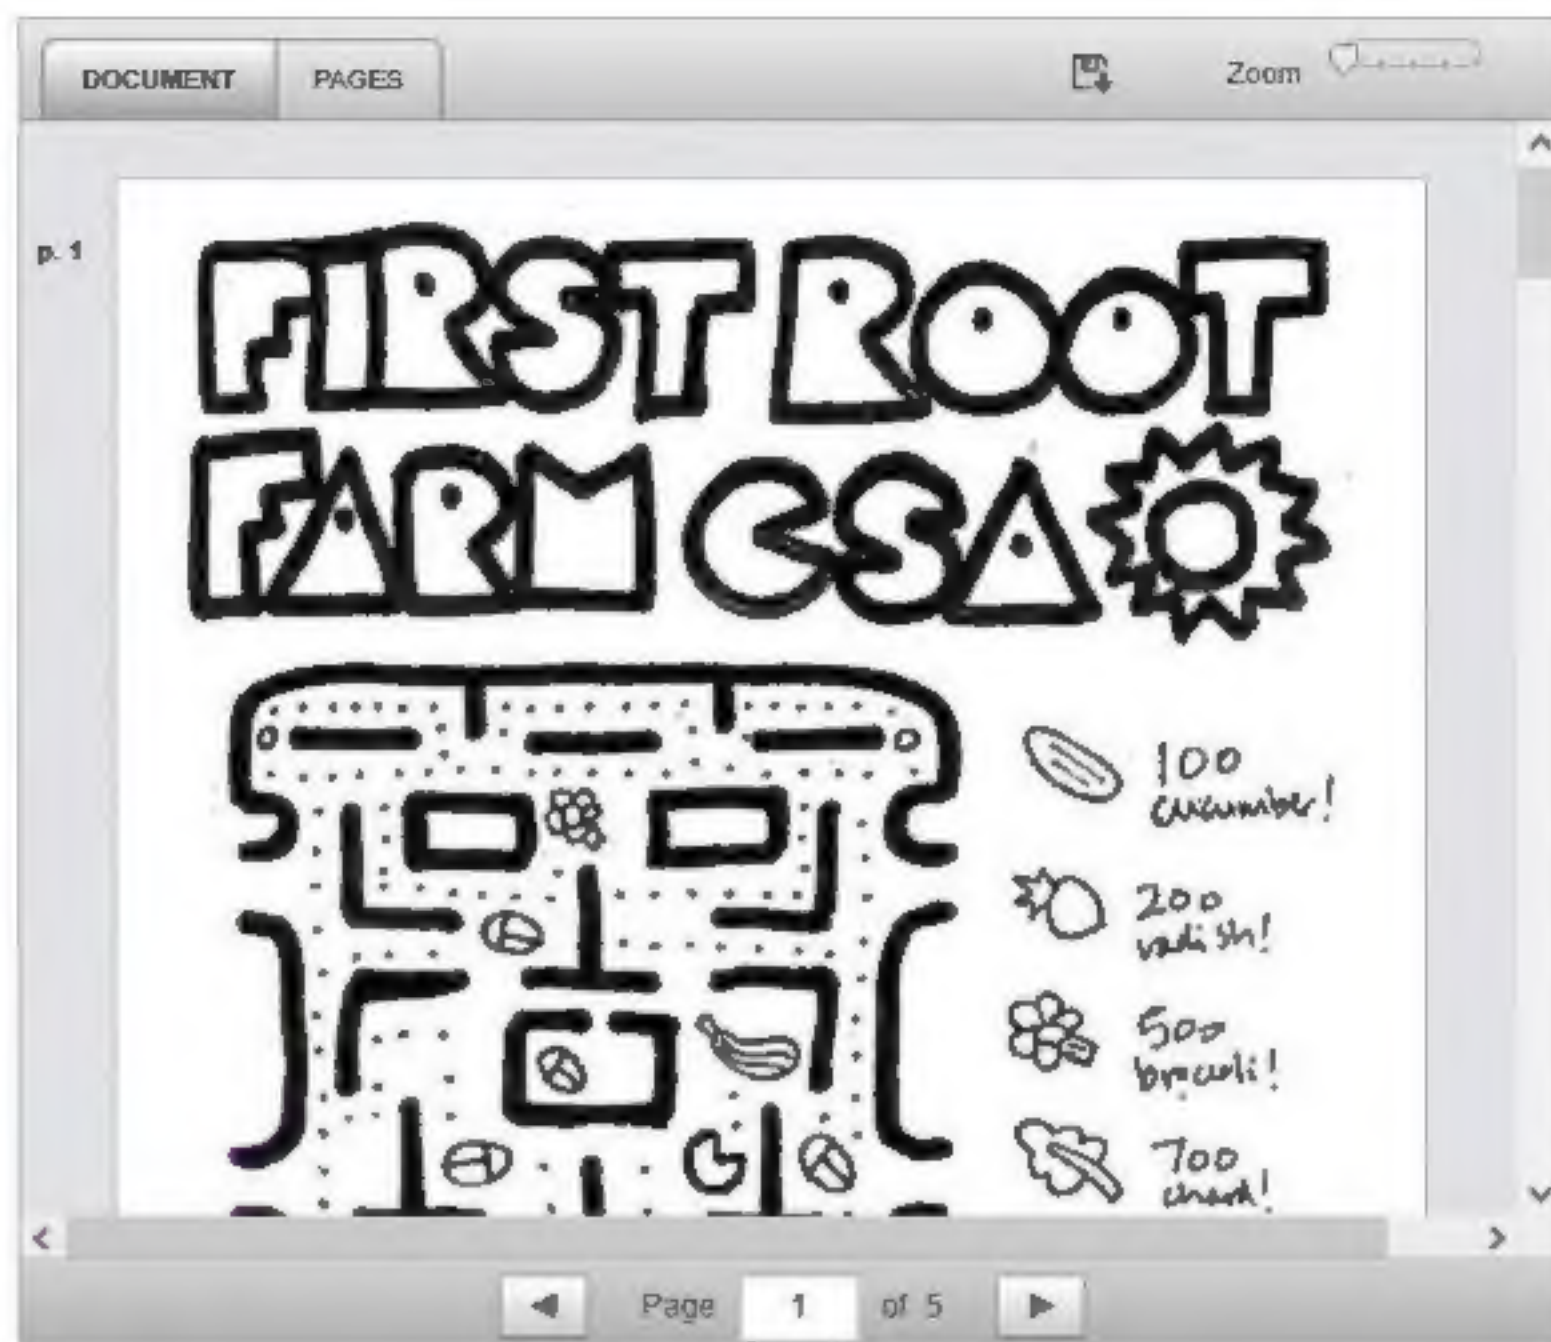 DOCUMENT PAGES Zoom
p. 1
FIRST ROOT
FARM CSA
100
cucumber!
200
radish!
500
brocoli!
700
chard!
Page 1 of 5